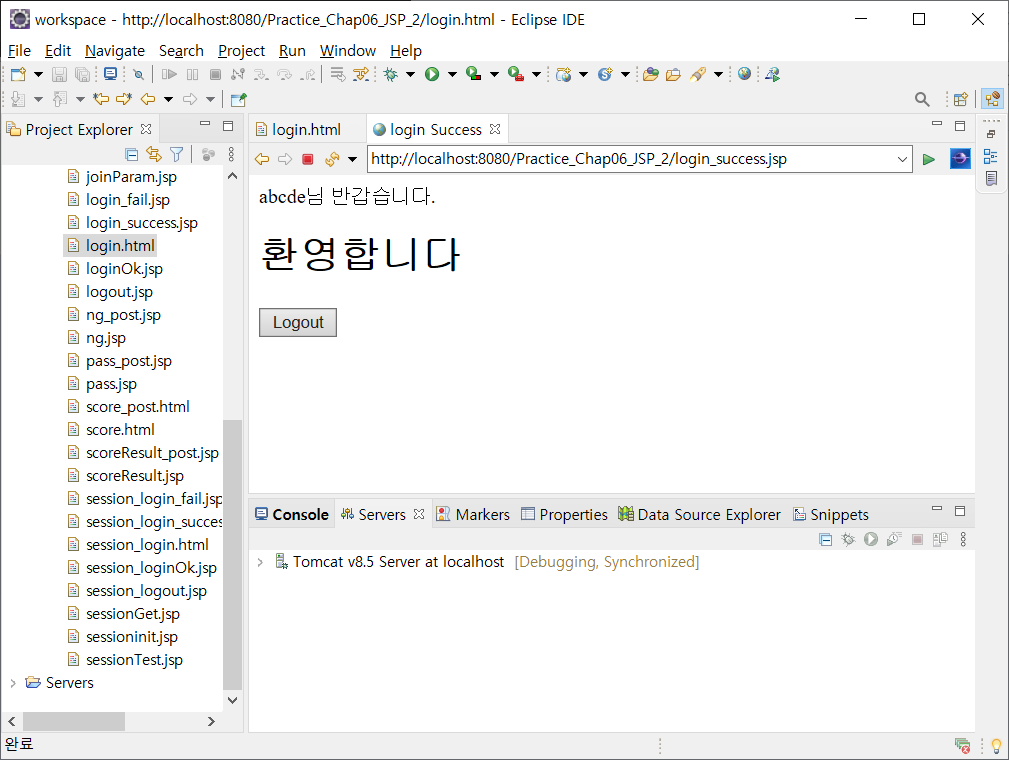 workspace - http://localhost:8080/Practice_Chap06_JSP_2/login.html - Eclipse IDE
File Edit Navigate Search Project Run Window Help
Project Explorer
joinParam.jsp
login_fail.jsp
login_success.jsp
login.html
loginOk.jsp
logout.jsp
ng_post.jsp
ng.jsp
pass_post.jsp
pass.jsp
score_post.html
score.html
scoreResult_post.jsp
scoreResult.jsp
session_login_fail.jsp
session_login_succes
session_login.html
session_loginOk.jsp
session_logout.jsp
sessionGet.jsp
sessioninit.jsp
sessionTest.jsp
Servers
login.html login Success
http://localhost:8080/Practice_Chap06_JSP_2/login_success.jsp
abcde님 반갑습니다.
환영합니다
Logout
Console Servers Markers Properties Data Source Explorer Snippets
Tomcat v8.5 Server at localhost [Debugging, Synchronized]
완료